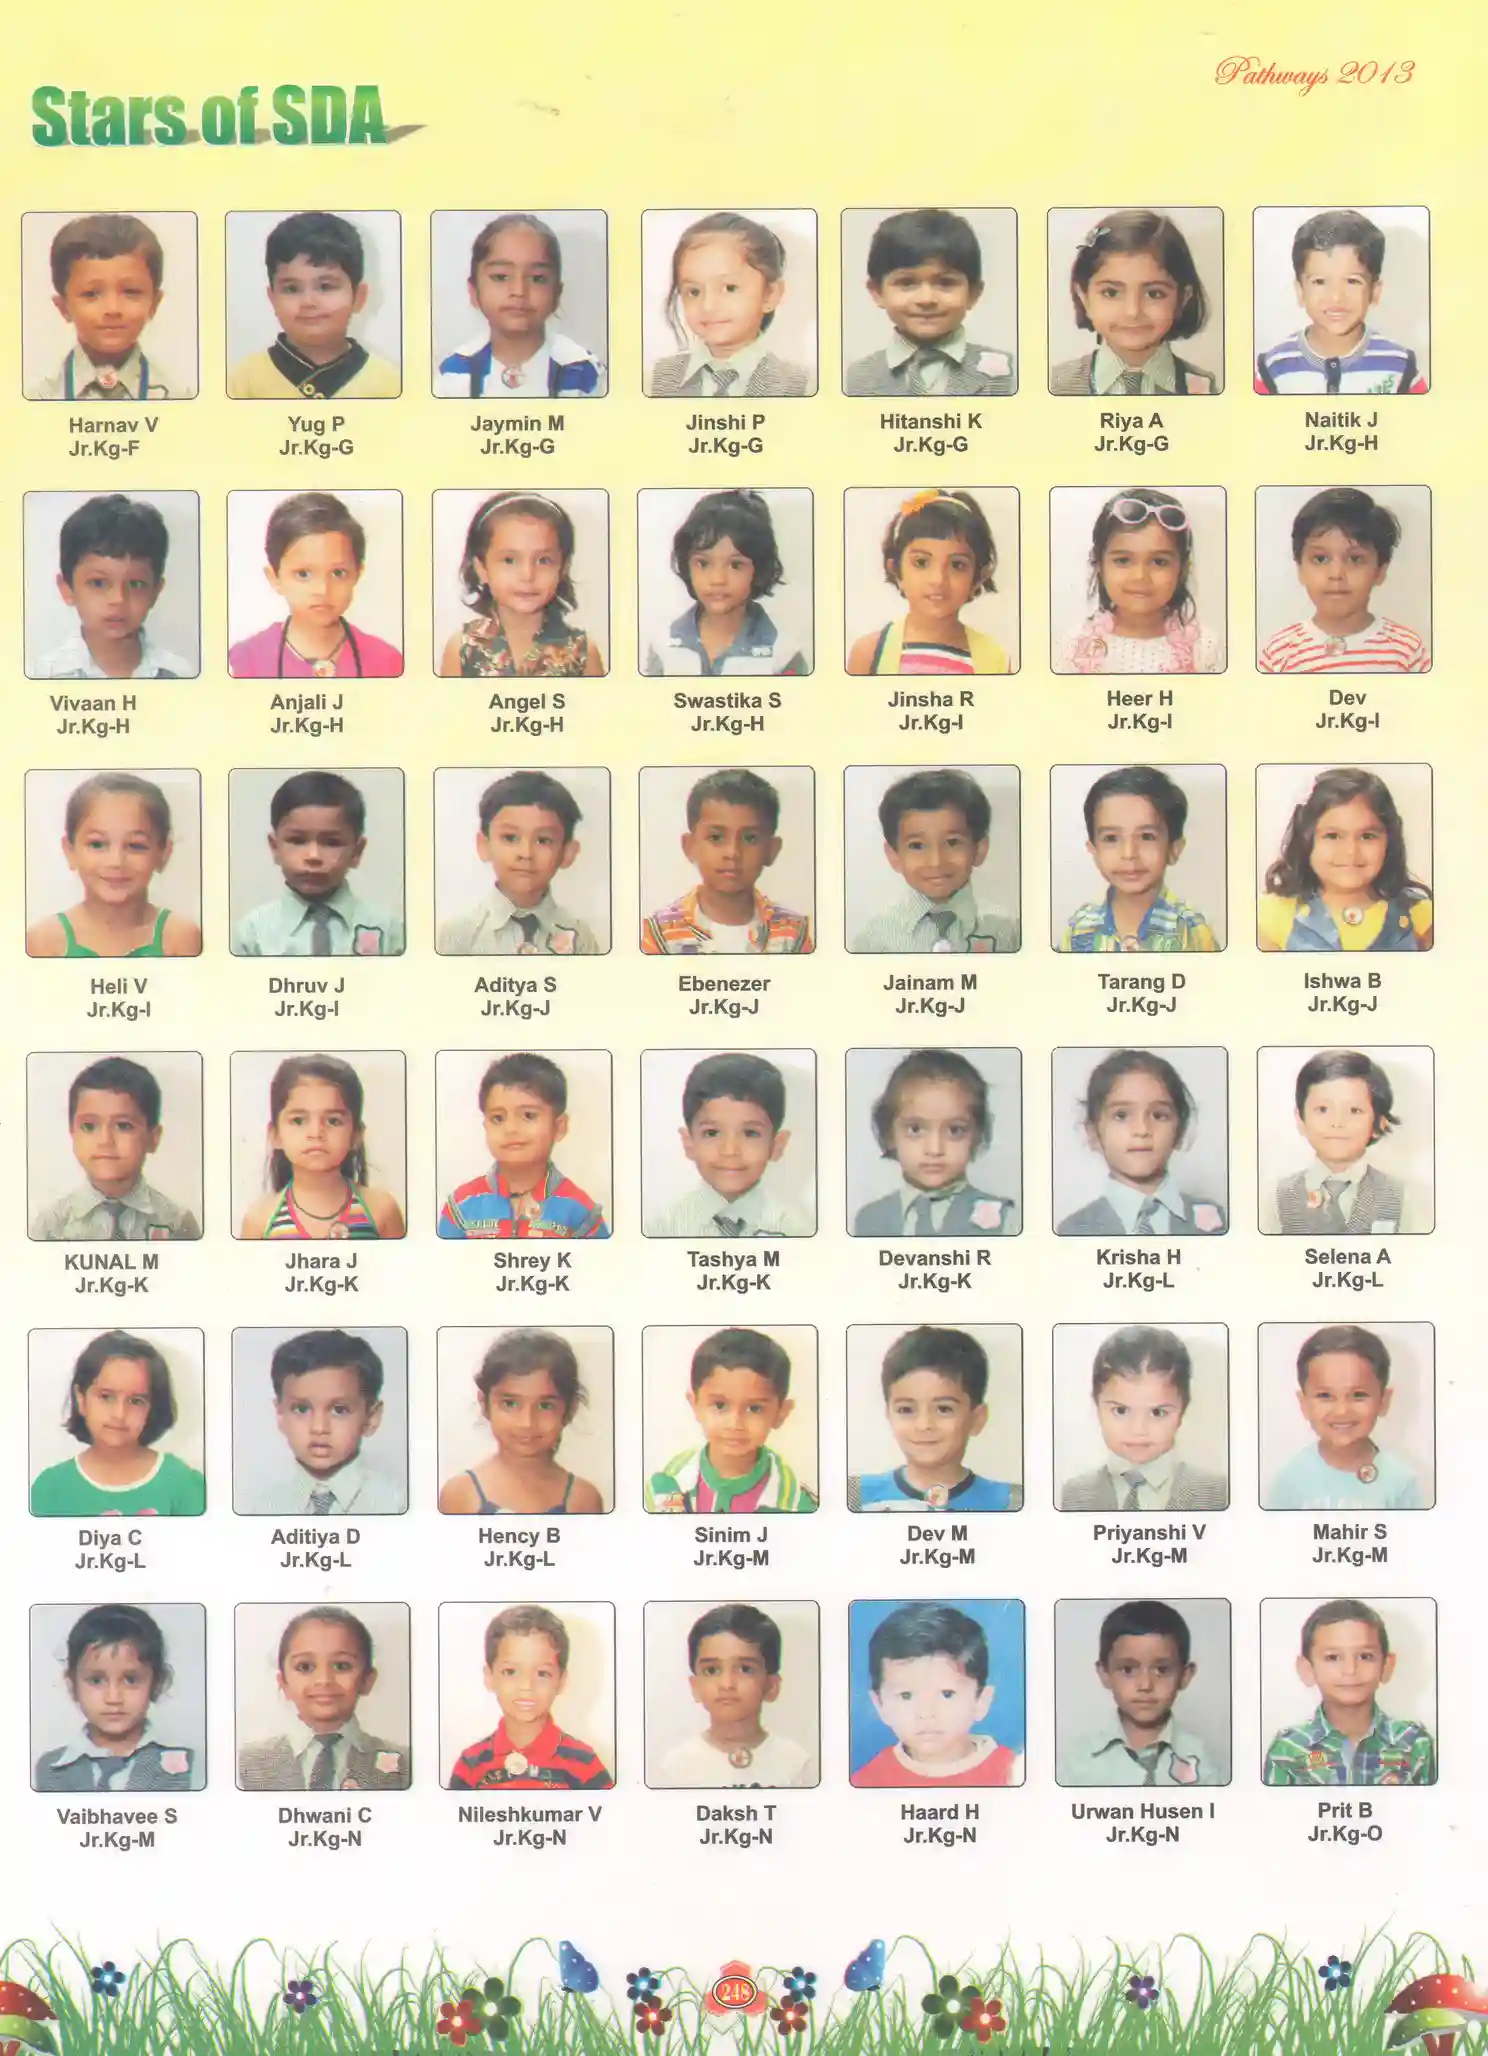 Pathways 2013
Stars of SDA
Harnav V
Jr.Kg-F
Yug P
Jr.Kg-G
Jaymin M
Jr.Kg-G
Jinshi P
Jr.Kg-G
Hitanshi K
Jr.Kg-G
Riya A
Jr.Kg-G
Naitik J
Jr.Kg-H
Vivaan H
Jr.Kg-H
Anjali J
Jr.Kg-H
Angel S
Jr.Kg-H
Swastika S
Jr.Kg-H
Jinsha R
Jr.Kg-I
Heer H
Jr.Kg-I
Dev
Jr.Kg-I
Heli V
Jr.Kg-I
Dhruv J
Jr.Kg-I
Aditya S
Jr.Kg-J
Ebenezer
Jr.Kg-J
Jainam M
Jr.Kg-J
Tarang D
Jr.Kg-J
Ishwa B
Jr.Kg-J
KUNAL M
Jr.Kg-K
Jhara J
Jr.Kg-K
Shrey K
Jr.Kg-K
Tashya M
Jr.Kg-K
Devanshi R
Jr.Kg-K
Krisha H
Jr.Kg-L
Selena A
Jr.Kg-L
Diya C
Jr.Kg-L
Aditiya D
Jr.Kg-L
Hency B
Jr.Kg-L
Sinim J
Jr.Kg-M
Dev M
Jr.Kg-M
Priyanshi V
Jr.Kg-M
Mahir S
Jr.Kg-M
Vaibhavee S
Jr.Kg-M
Dhwani C
Jr.Kg-N
Nileshkumar V
Jr.Kg-N
Daksh T
Jr.Kg-N
Haard H
Jr.Kg-N
Urwan Husen I
Jr.Kg-N
Prit B
Jr.Kg-O
248